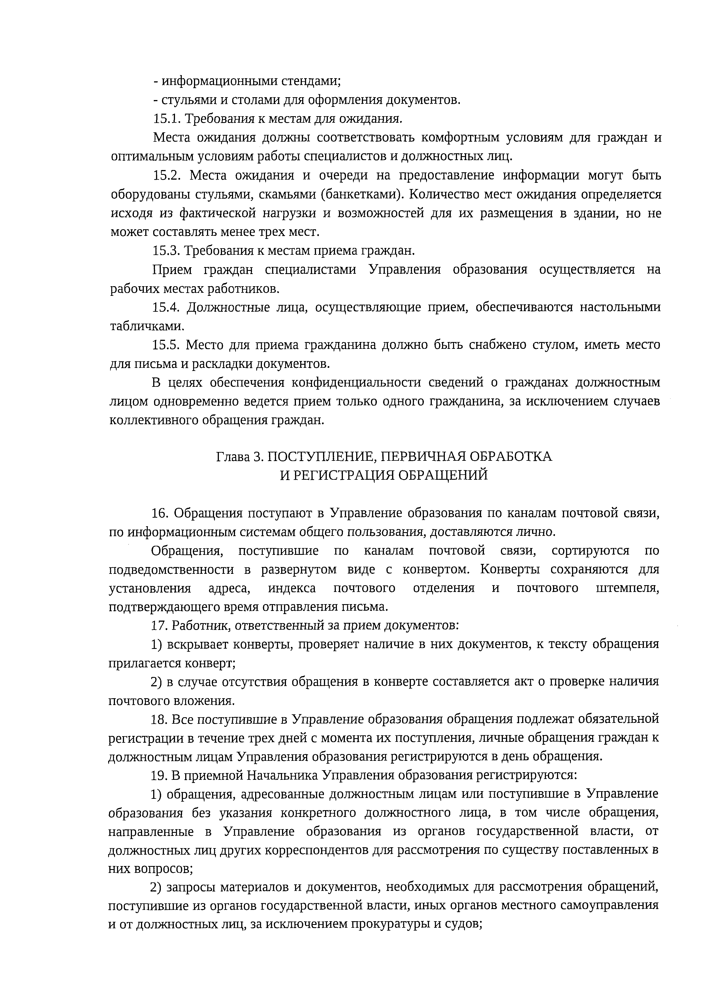 - информационными стендами;
- стульями и столами для оформления документов.
15.1. Требования к местам для ожидания.
Места ожидания должны соответствовать комфортным условиям для граждан и
оптимальным условиям работы специалистов и должностных лиц.
15.2. Места ожидания и очереди на предоставление информации могут быть
оборудованы стульями, скамьями (банкетками). Количество мест ожидания определяется
исходя из фактической нагрузки и возможностей для их размещения в здании, но не
может составлять менее трех мест.
15.3. Требования к местам приема граждан.
Прием граждан специалистами Управления образования осуществляется на
рабочих местах работников.
15.4. Должностные лица, осуществляющие прием, обеспечиваются настольными
табличками.
15.5. Место для приема гражданина должно быть снабжено стулом, иметь место
для письма и раскладки документов.
В целях обеспечения конфиденциальности сведений о гражданах должностным
лицом одновременно ведется прием только одного гражданина, за исключением случаев
коллективного обращения граждан.
Глава 3. ПОСТУПЛЕНИЕ, ПЕРВИЧНАЯ ОБРАБОТКА
И РЕГИСТРАЦИЯ ОБРАЩЕНИЙ
16. Обращения поступают в Управление образования по каналам почтовой связи,
по информационным системам общего пользования, доставляются лично.
Обращения, поступившие по каналам почтовой связи, сортируются по
подведомственности в развернутом виде с конвертом. Конверты сохраняются для
установления адреса, индекса почтового отделения и почтового штемпеля,
подтверждающего время отправления письма.
17. Работник, ответственный за прием документов:
1) вскрывает конверты, проверяет наличие в них документов, к тексту обращения
прилагается конверт;
2) в случае отсутствия обращения в конверте составляется акт о проверке наличия
почтового вложения.
18. Все поступившие в Управление образования обращения подлежат обязательной
регистрации в течение трех дней с момента их поступления, личные обращения граждан к
должностным лицам Управления образования регистрируются в день обращения.
19. В приемной Начальника Управления образования регистрируются:
1) обращения, адресованные должностным лицам или поступившие в Управление
образования без указания конкретного должностного лица, в том числе обращения,
направленные в Управление образования из органов государственной власти, от
должностных лиц других корреспондентов для рассмотрения по существу поставленных в
них вопросов;
2) запросы материалов и документов, необходимых для рассмотрения обращений,
поступившие из органов государственной власти, иных органов местного самоуправления
и от должностных лиц, за исключением прокуратуры и судов;